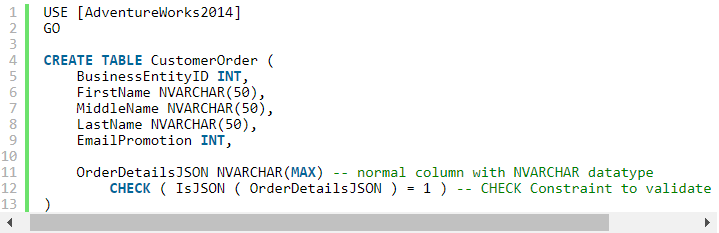 1 USE [AdventureWorks2014]
2 GO
3
4 CREATE TABLE CustomerOrder (
5     BusinessEntityID INT,
6     FirstName NVARCHAR(50),
7     MiddleName NVARCHAR(50),
8     LastName NVARCHAR(50),
9     EmailPromotion INT,
10
11     OrderDetailsJSON NVARCHAR(MAX) -- normal column with NVARCHAR datatype
12         CHECK ( IsJSON ( OrderDetailsJSON ) = 1 ) -- CHECK Constraint to validate
13 )